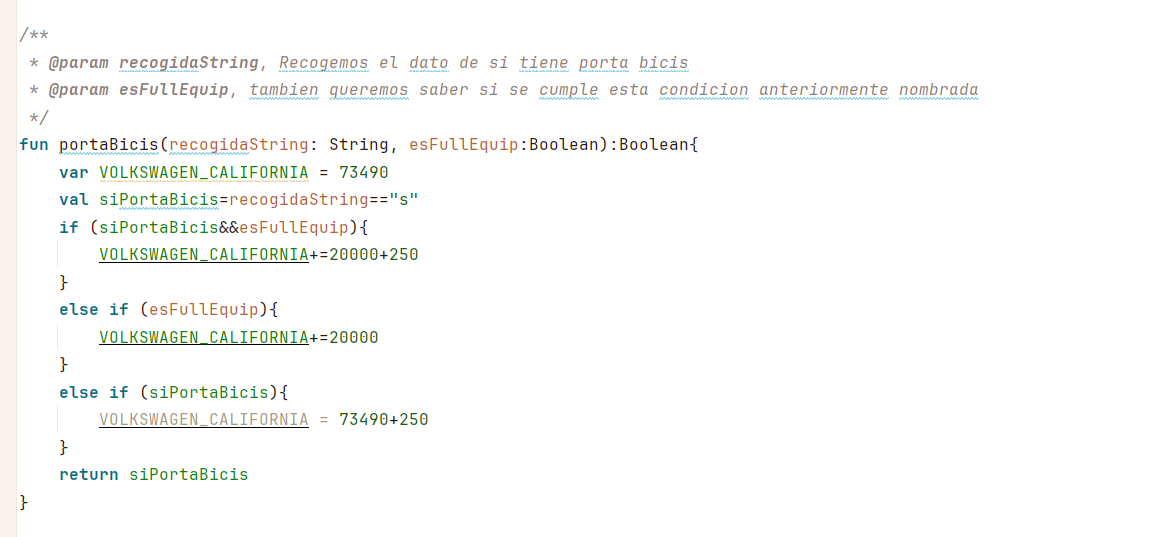 /**
 * @param recogidaString, Recogemos el dato de si tiene porta bicis
 * @param esFullEquip, tambien queremos saber si se cumple esta condicion anteriormente nombrada
 */
fun portaBicis(recogidaString: String, esFullEquip:Boolean):Boolean{
    var VOLKSWAGEN_CALIFORNIA = 73490
    val siPortaBicis=recogidaString=="s"
    if (siPortaBicis&&esFullEquip){
        VOLKSWAGEN_CALIFORNIA+=20000+250
    }
    else if (esFullEquip){
        VOLKSWAGEN_CALIFORNIA+=20000
    }
    else if (siPortaBicis){
        VOLKSWAGEN_CALIFORNIA = 73490+250
    }
    return siPortaBicis
}